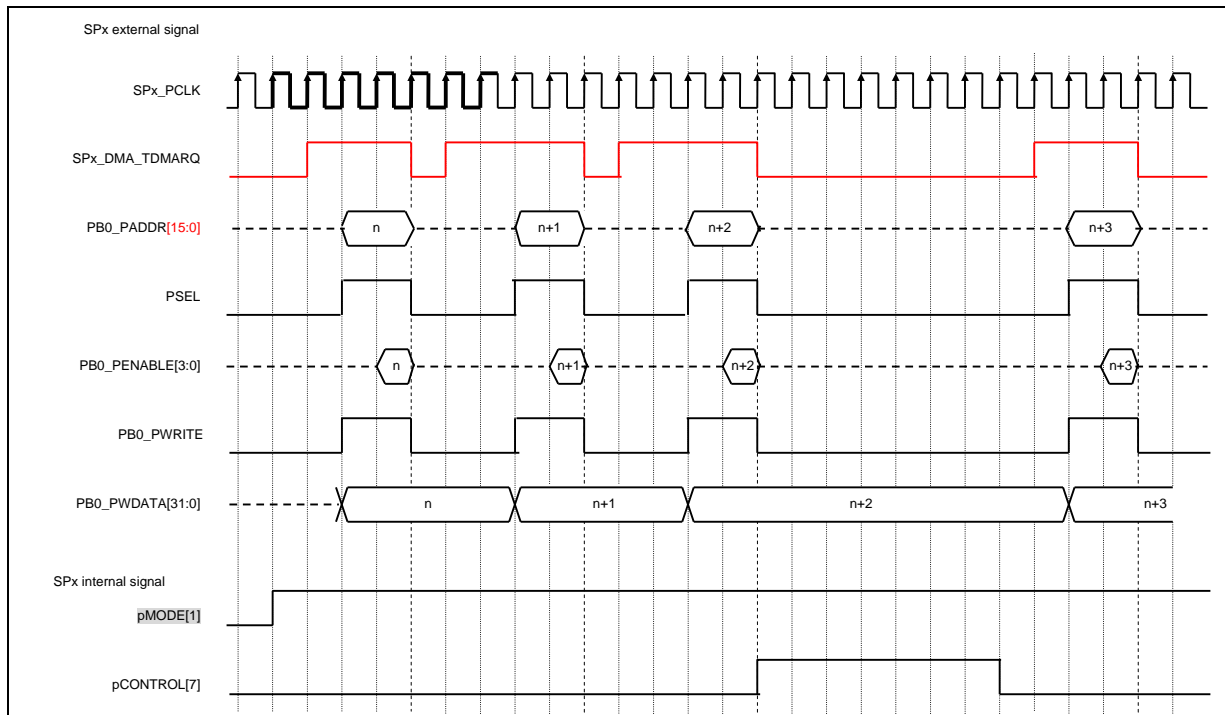 SPx external signal
SPx_PCLK
SPx_DMA_TDMARQ
PB0_PADDR[15:0]
n
n+1
n+2
n+3
PSEL
PB0_PENABLE[3:0]
n
n+1
n+2
n+3
PB0_PWRITE
PB0_PWDATA[31:0]
n
n+1
n+2
n+3
SPx internal signal
pMODE[1]
pCONTROL[7]